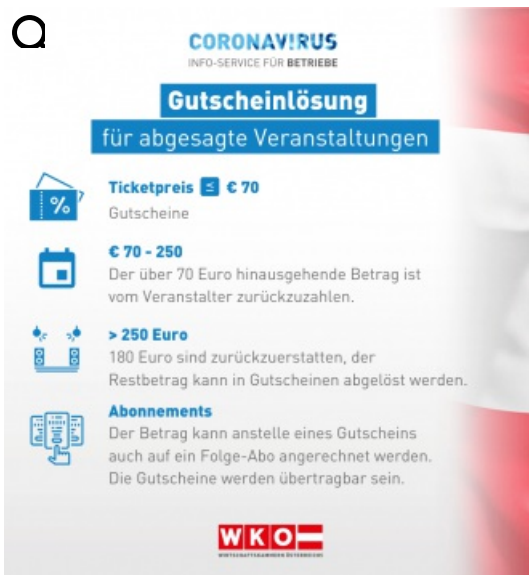 CORONAV!RUS
INFO-SERVICE FÜR BETRIEBE
Gutscheinlösung
für abgesagte Veranstaltungen
Ticketpreis ≤ € 70
Gutscheine
%
€ 70 - 250
Der über 70 Euro hinausgehende Betrag ist
vom Veranstalter zurückzuzahlen.
> 250 Euro
180 Euro sind zurückzuerstatten, der
Restbetrag kann in Gutscheinen abgelöst werden.
Abonnements
Der Betrag kann anstelle eines Gutscheins
auch auf ein Folge-Abo angerechnet werden.
Die Gutscheine werden übertragbar sein.
WKO
WIRTSCHAFTSKAMMERN ÖSTERREICHS